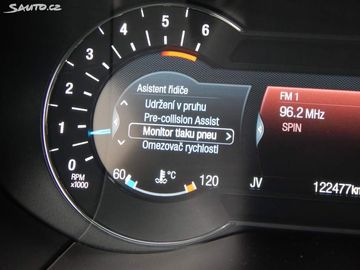 Sauto.cz
6
5
4
3
2
1
0
RPM
x1000
Asistent řidiče
Udržení v pruhu
Pre-collision Assist
Monitor tlaku pneu
Omezovač rychlosti
60 °C 120
FM 1
96.2 MHz
SPIN
JV 122477km